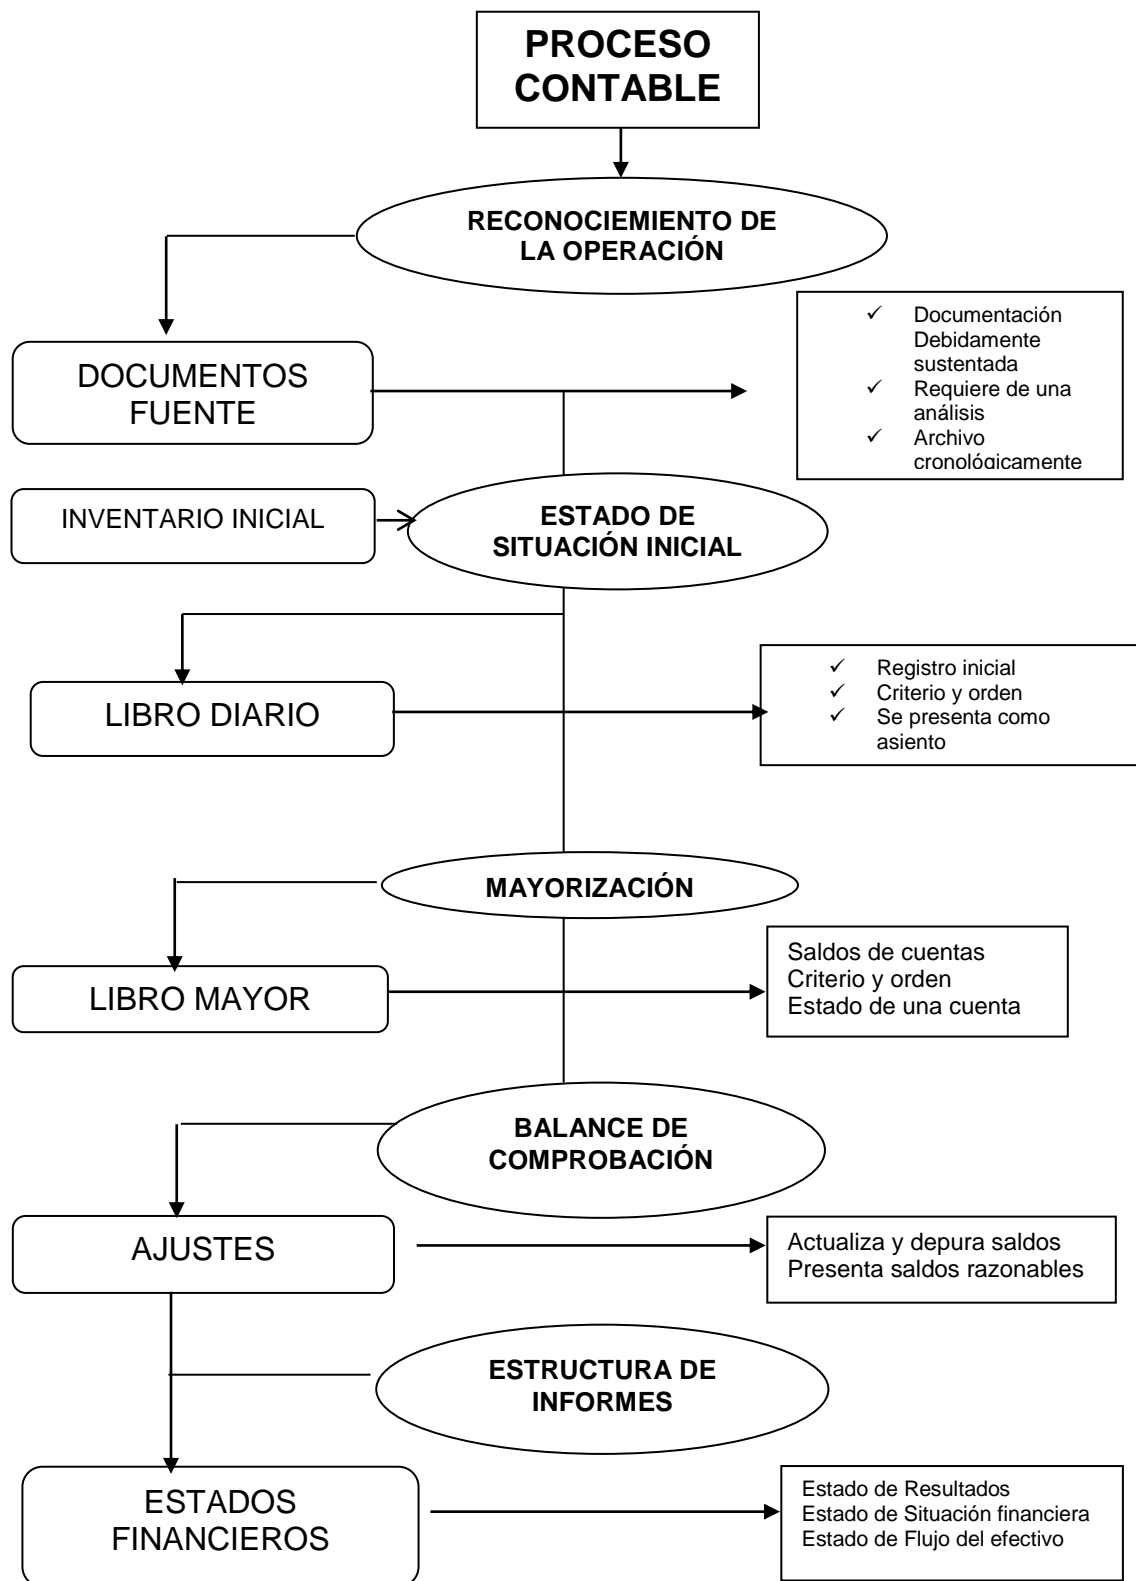 PROCESO
CONTABLE
RECONOCIEMIENTO DE
LA OPERACIÓN
✓ Documentación
Debidamente
sustentada
✓ Requiere de una
análisis
✓ Archivo
cronológicamente
DOCUMENTOS
FUENTE
INVENTARIO INICIAL
ESTADO DE
SITUACIÓN INICIAL
LIBRO DIARIO
✓ Registro inicial
✓ Criterio y orden
✓ Se presenta como
asiento
MAYORIZACIÓN
LIBRO MAYOR
Saldos de cuentas
Criterio y orden
Estado de una cuenta
BALANCE DE
COMPROBACIÓN
AJUSTES
Actualiza y depura saldos
Presenta saldos razonables
ESTRUCTURA DE
INFORMES
ESTADOS
FINANCIEROS
Estado de Resultados
Estado de Situación financiera
Estado de Flujo del efectivo